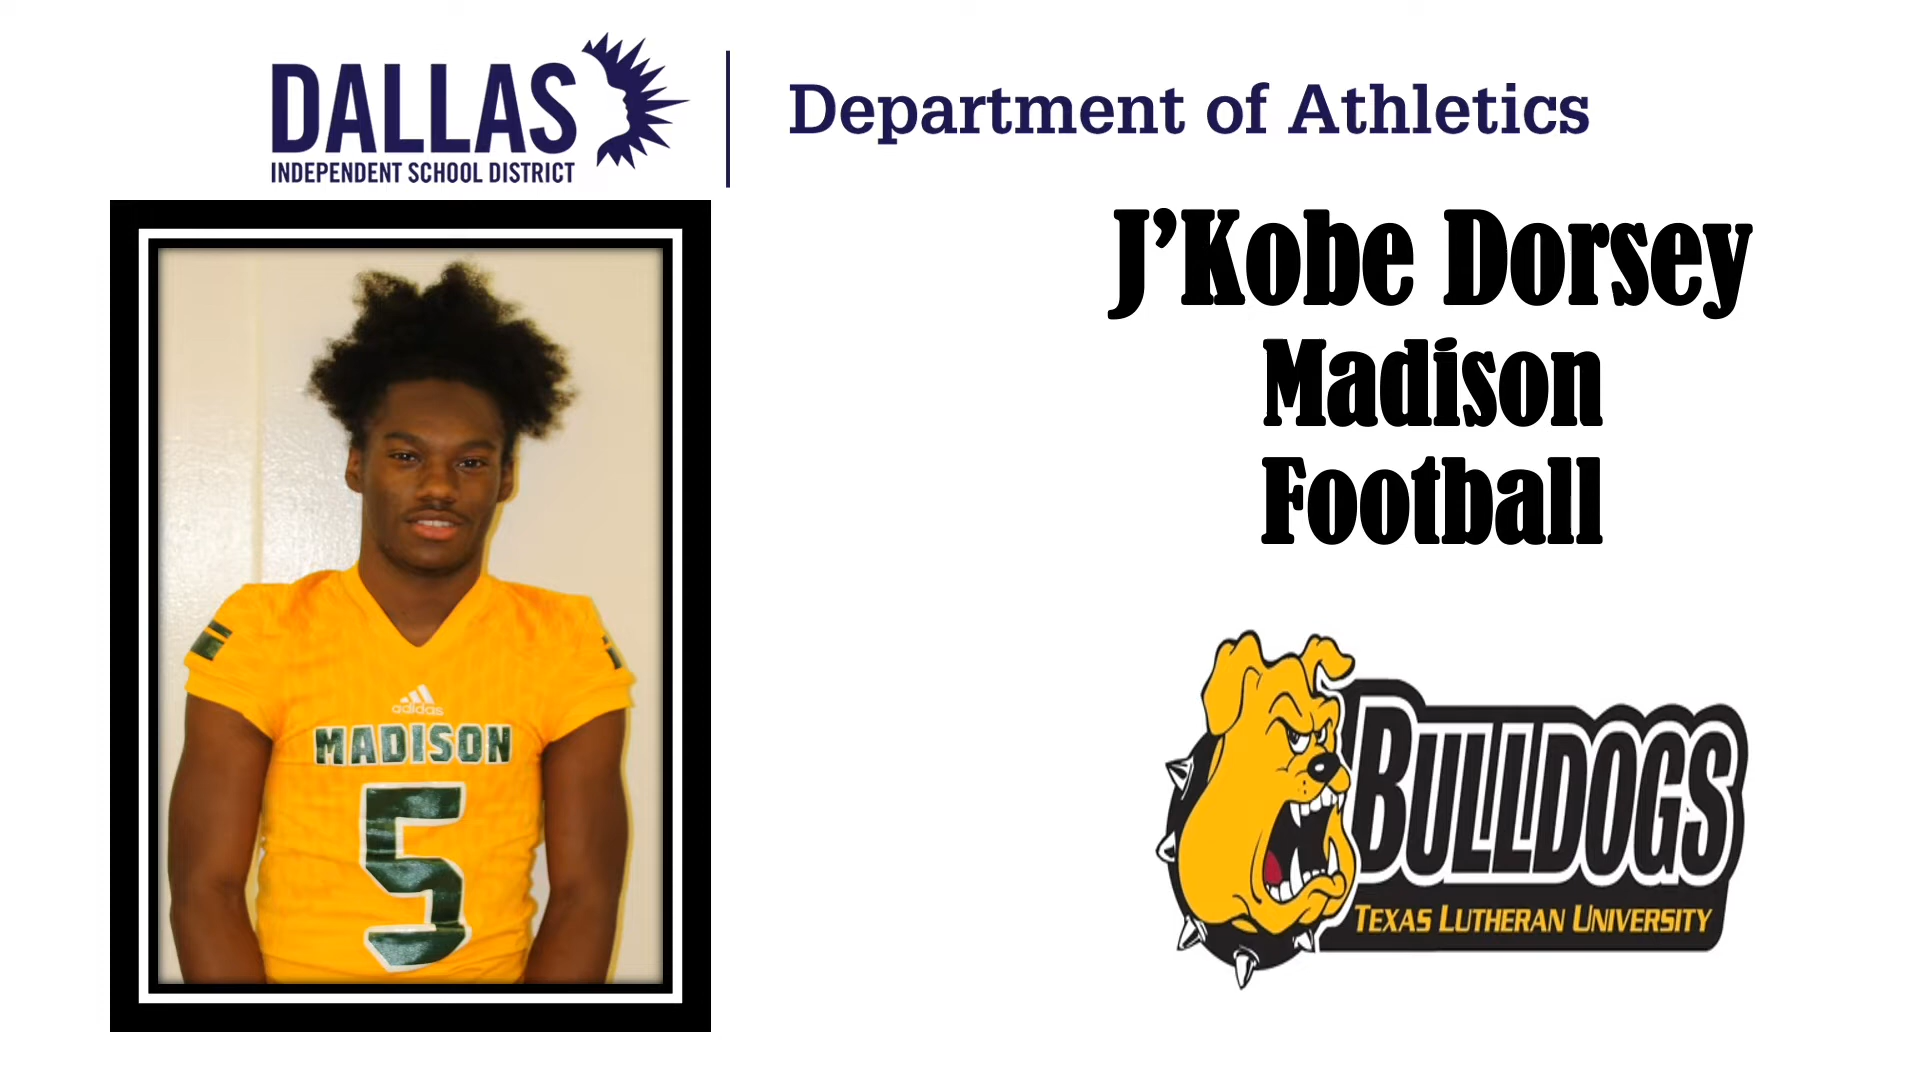 DALLAS
INDEPENDENT SCHOOL DISTRICT
Department of Athletics
J’Kobe Dorsey
Madison
Football
adidas
MADISON
5
BULLDOGS
TEXAS LUTHERAN UNIVERSITY